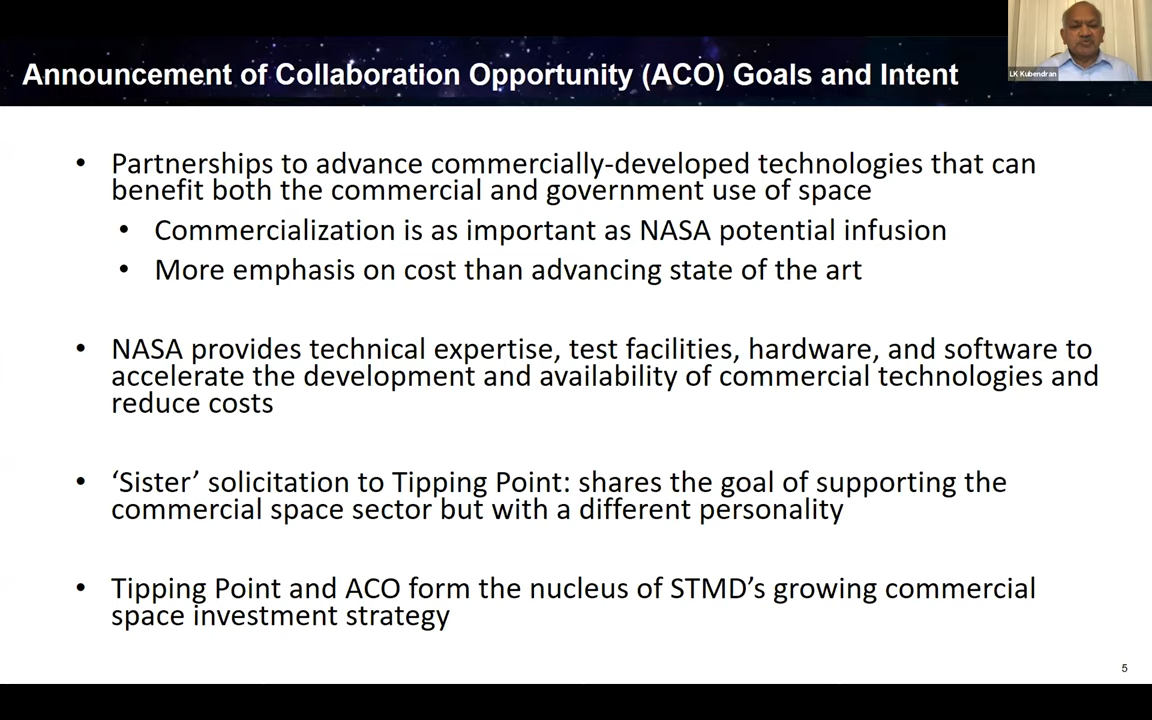 Announcement of Collaboration Opportunity (ACO) Goals and Intent
LK Kubendran
• Partnerships to advance commercially-developed technologies that can
benefit both the commercial and government use of space
• Commercialization is as important as NASA potential infusion
• More emphasis on cost than advancing state of the art
• NASA provides technical expertise, test facilities, hardware, and software to
accelerate the development and availability of commercial technologies and
reduce costs
• ‘Sister’ solicitation to Tipping Point: shares the goal of supporting the
commercial space sector but with a different personality
• Tipping Point and ACO form the nucleus of STMD’s growing commercial
space investment strategy
5